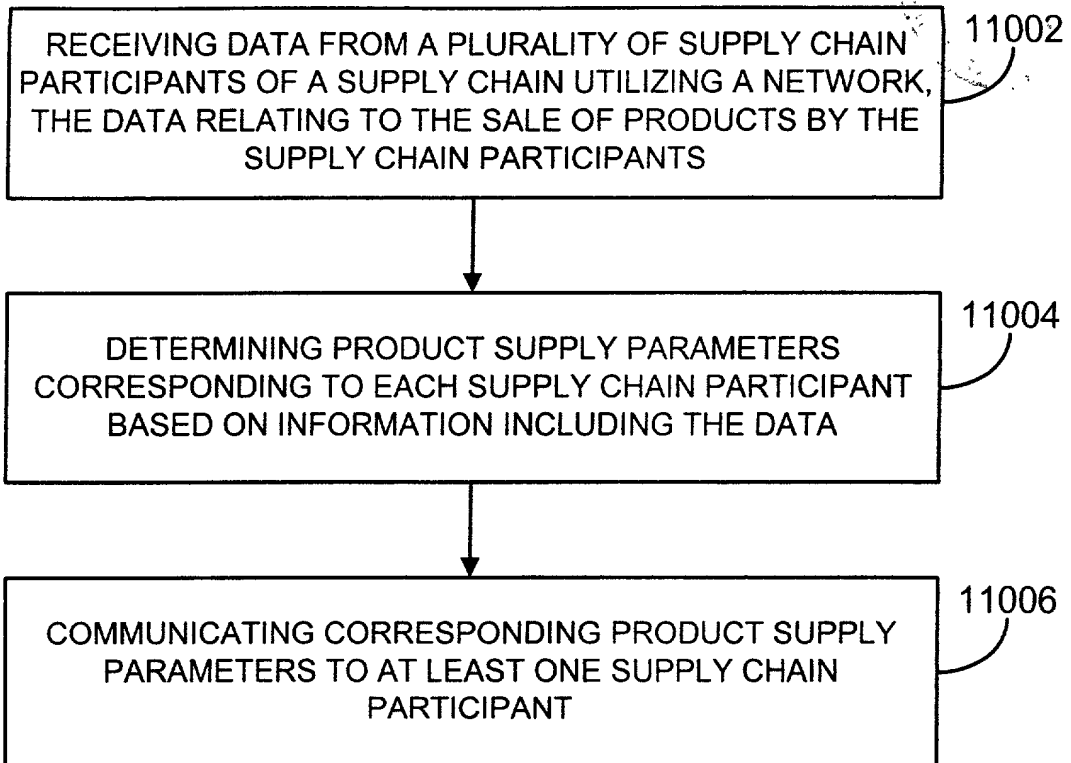 RECEIVING DATA FROM A PLURALITY OF SUPPLY CHAIN
PARTICIPANTS OF A SUPPLY CHAIN UTILIZING A NETWORK,
THE DATA RELATING TO THE SALE OF PRODUCTS BY THE
SUPPLY CHAIN PARTICIPANTS
11002
DETERMINING PRODUCT SUPPLY PARAMETERS
CORRESPONDING TO EACH SUPPLY CHAIN PARTICIPANT
BASED ON INFORMATION INCLUDING THE DATA
11004
COMMUNICATING CORRESPONDING PRODUCT SUPPLY
PARAMETERS TO AT LEAST ONE SUPPLY CHAIN
PARTICIPANT
11006